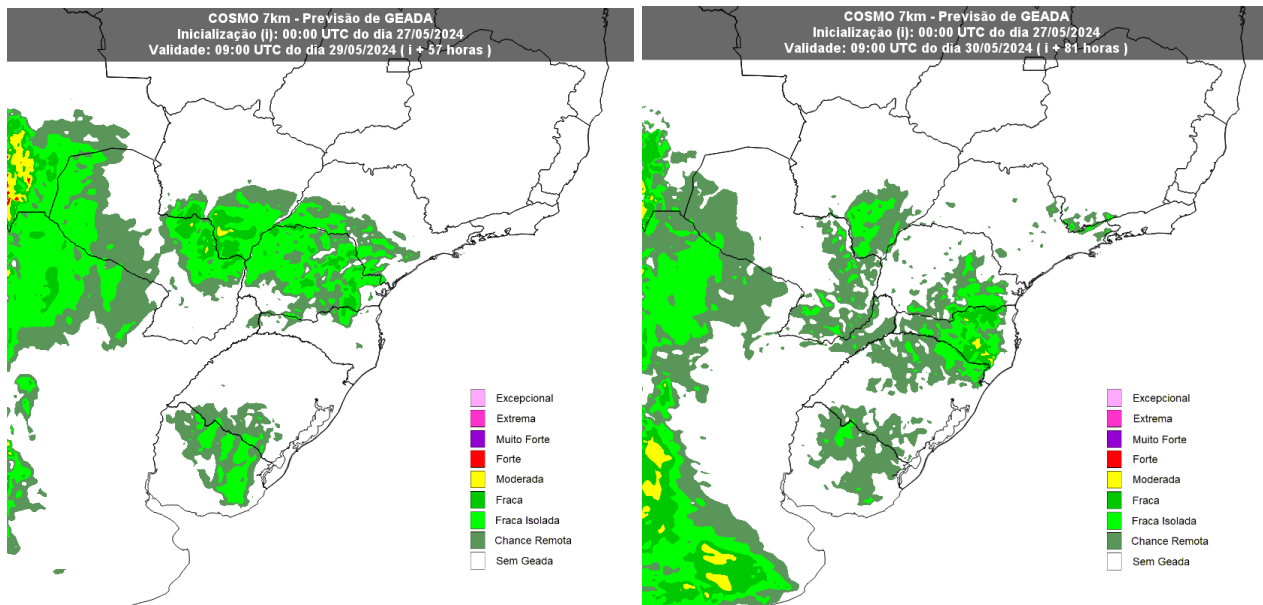 COSMO 7km - Previsão de GEADA
Inicialização (i): 00:00 UTC do dia 27/05/2024
Validade: 09:00 UTC do dia 29/05/2024 ( i + 57 horas )
Excepcional
Extrema
Muito Forte
Forte
Moderada
Fraca
Fraca Isolada
Chance Remota
Sem Geada
COSMO 7km - Previsão de GEADA
Inicialização (i): 00:00 UTC do dia 27/05/2024
Validade: 09:00 UTC do dia 30/05/2024 ( i + 81 horas )
Excepcional
Extrema
Muito Forte
Forte
Moderada
Fraca
Fraca Isolada
Chance Remota
Sem Geada